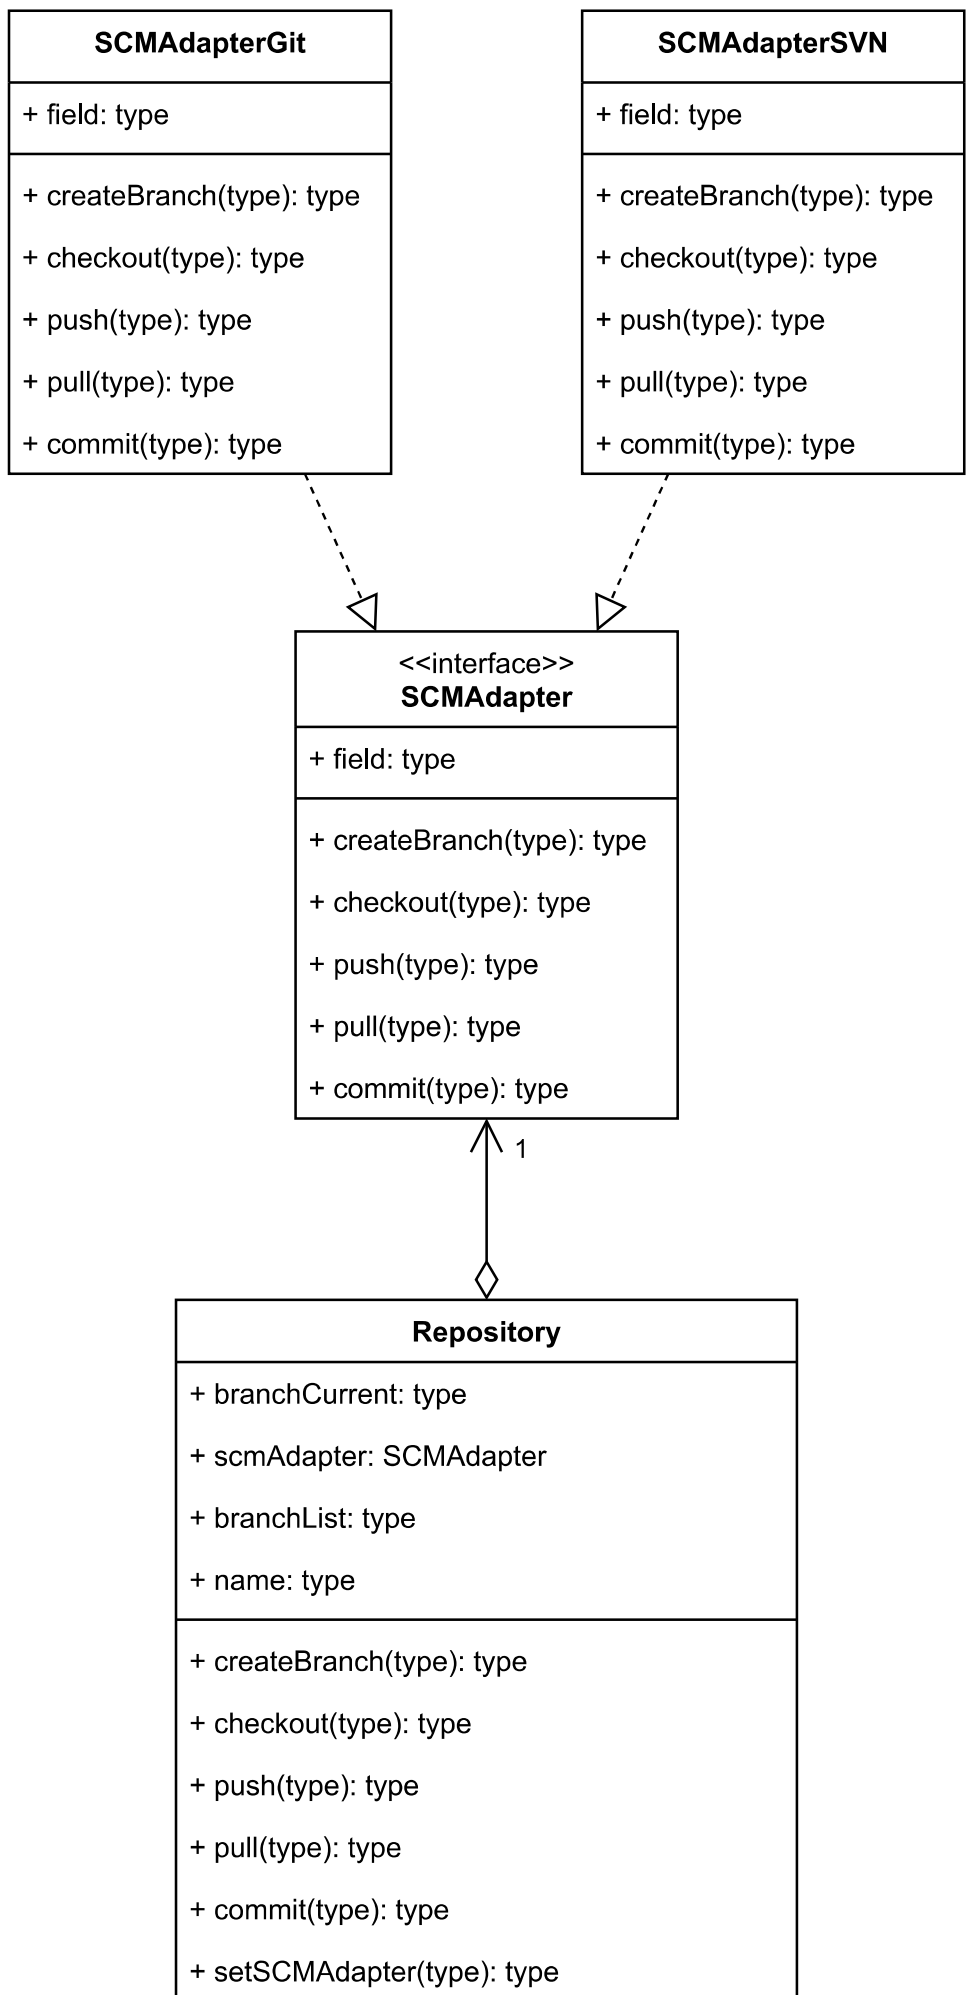 SCMAdapterGit
+ field: type
+ createBranch(type): type
+ checkout(type): type
+ push(type): type
+ pull(type): type
+ commit(type): type
SCMAdapterSVN
+ field: type
+ createBranch(type): type
+ checkout(type): type
+ push(type): type
+ pull(type): type
+ commit(type): type
<<interface>>
SCMAdapter
+ field: type
+ createBranch(type): type
+ checkout(type): type
+ push(type): type
+ pull(type): type
+ commit(type): type
1
Repository
+ branchCurrent: type
+ scmAdapter: SCMAdapter
+ branchList: type
+ name: type
+ createBranch(type): type
+ checkout(type): type
+ push(type): type
+ pull(type): type
+ commit(type): type
+ setSCMAdapter(type): type